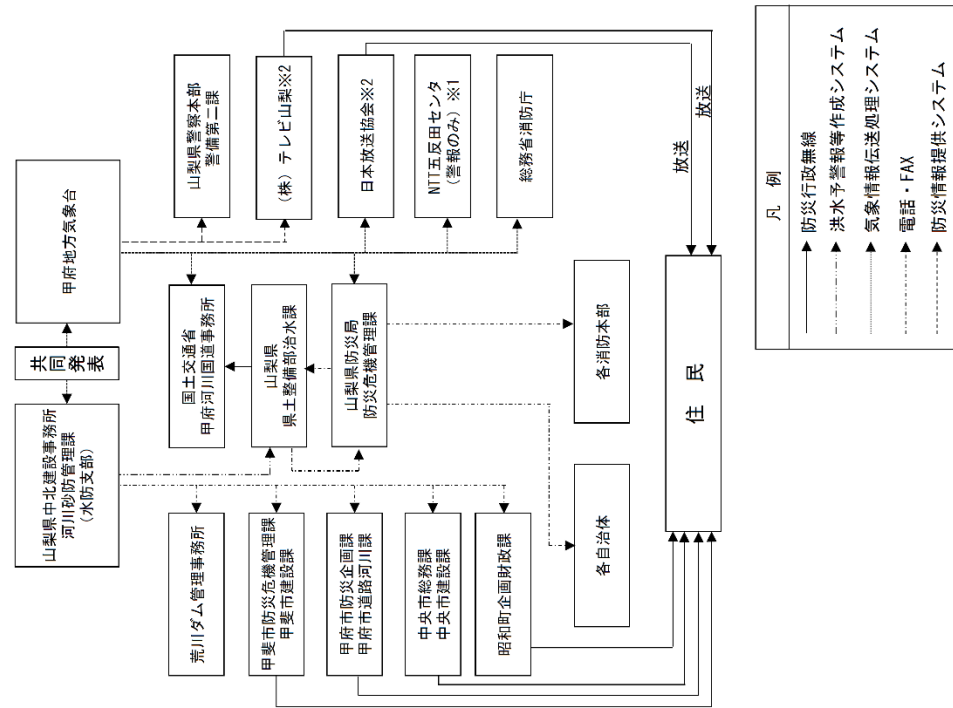 甲府地方気象台
共同
発表
山梨県中北建設事務所
河川砂防管理課
(水防支部)
山梨県警察本部
警備第二課
(株)テレビ山梨※2
日本放送協会※2
NTT五反田センタ
(警報のみ)※1
総務省消防庁
国土交通省
甲府河川国道事務所
山梨県
県土整備部治水課
山梨県防災局
防災危機管理課
荒川ダム管理事務所
甲斐市防災危機管理課
甲斐市建設課
甲府市防災企画課
甲府市道路河川課
中央市総務課
中央市建設課
昭和町企画財政課
各消防本部
各自治体
放送
放送
住民
凡例
防災行政無線
洪水予警報等作成システム
気象情報伝送処理システム
電話・FAX
防災情報提供システム